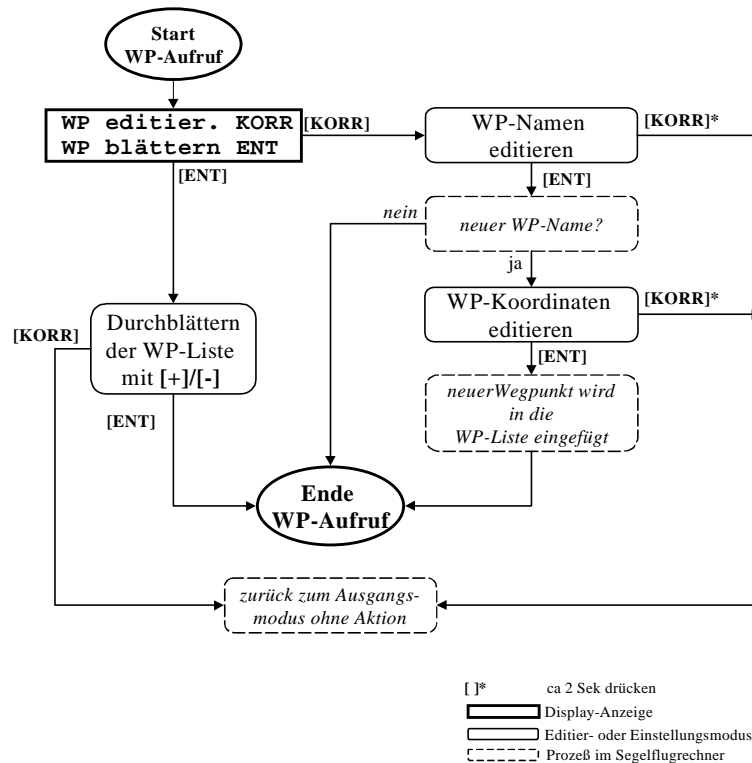 Start
WP-Aufruf
WP editier. KORR
WP blättern ENT
[KORR]
[ENT]
WP-Namen
editieren
[KORR]*
[ENT]
nein
neuer WP-Name?
ja
WP-Koordinaten
editieren
[KORR]*
[ENT]
[KORR]
Durchblättern
der WP-Liste
mit [+]/[-]
[ENT]
neuerWegpunkt wird
in die
WP-Liste eingefügt
Ende
WP-Aufruf
zurück zum Ausgangs-
modus ohne Aktion
[ ]* ca 2 Sek drücken
Display-Anzeige
Editier- oder Einstellungsmodus
Prozeß im Segelflugrechner